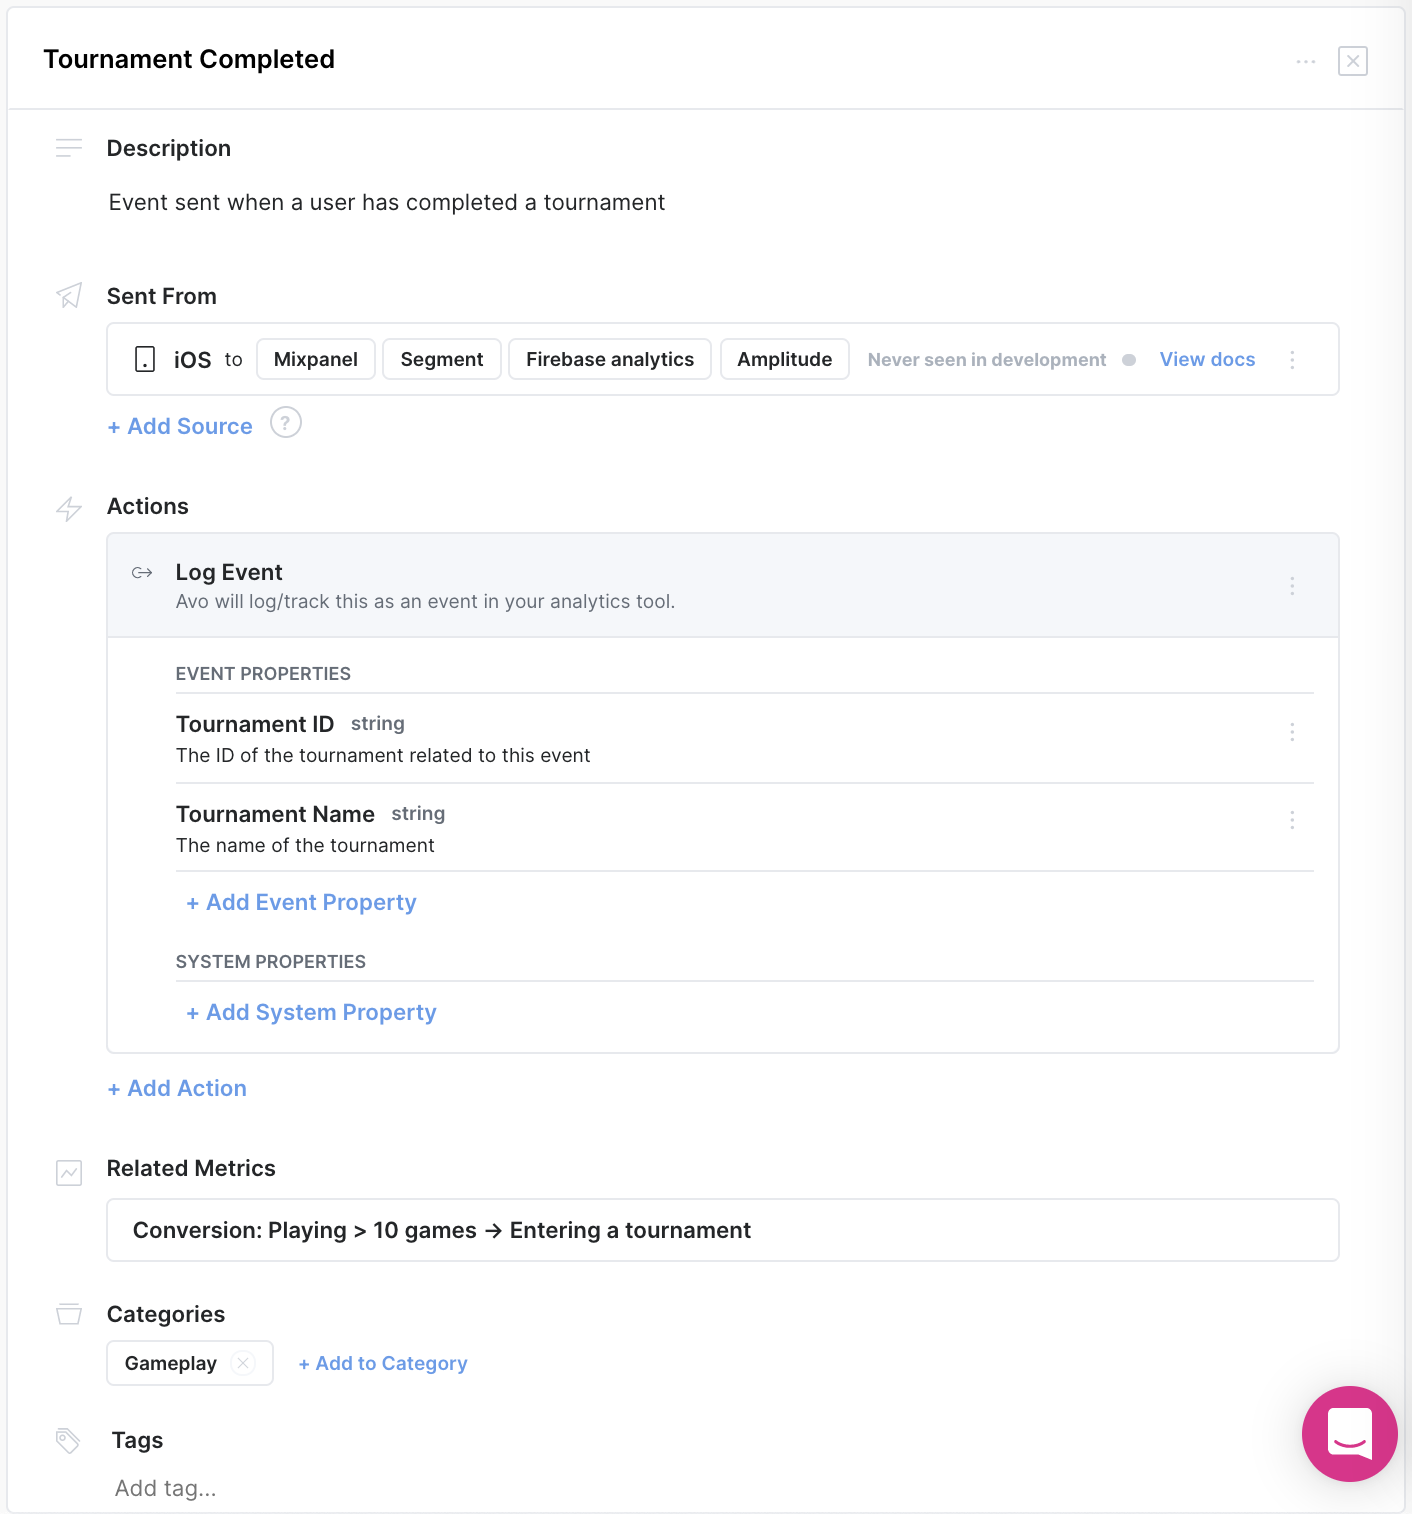 Tournament Completed
Description
Event sent when a user has completed a tournament
Sent From
iOS to Mixpanel Segment Firebase analytics Amplitude Never seen in development View docs
+ Add Source ?
Actions
Log Event
Avo will log/track this as an event in your analytics tool.
EVENT PROPERTIES
Tournament ID string
The ID of the tournament related to this event
Tournament Name string
The name of the tournament
+ Add Event Property
SYSTEM PROPERTIES
+ Add System Property
+ Add Action
Related Metrics
Conversion: Playing > 10 games → Entering a tournament
Categories
Gameplay + Add to Category
Tags
Add tag...